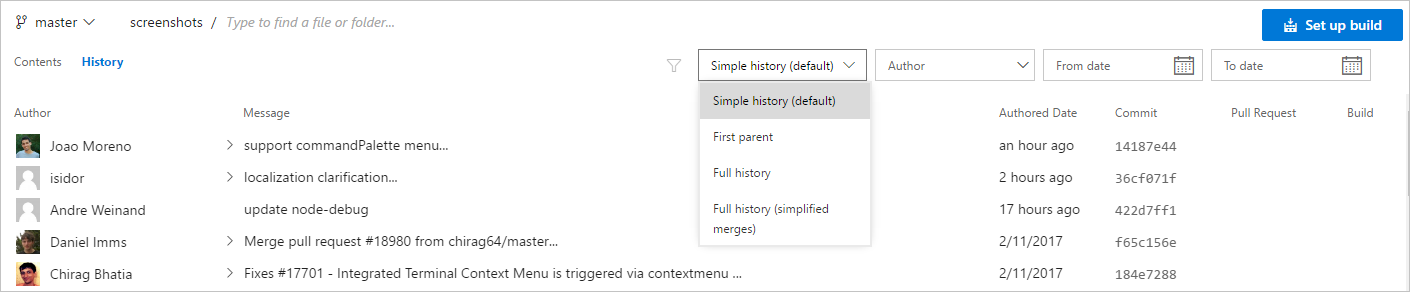 master screenshots / Type to find a file or folder... Set up build
Contents History Simple history (default) Author From date To date
Simple history (default)
First parent
Full history
Full history (simplified
merges)
Author Message Authored Date Commit Pull Request Build
Joao Moreno support commandPalette menu... an hour ago 14187e44
isidor localization clarification... 2 hours ago 36cf071f
Andre Weinand update node-debug 17 hours ago 422d7ff1
Daniel Imms Merge pull request #18980 from chirag64/master... 2/11/2017 f65c156e
Chirag Bhatia Fixes #17701 - Integrated Terminal Context Menu is triggered via contextmenu ... 2/11/2017 184e7288